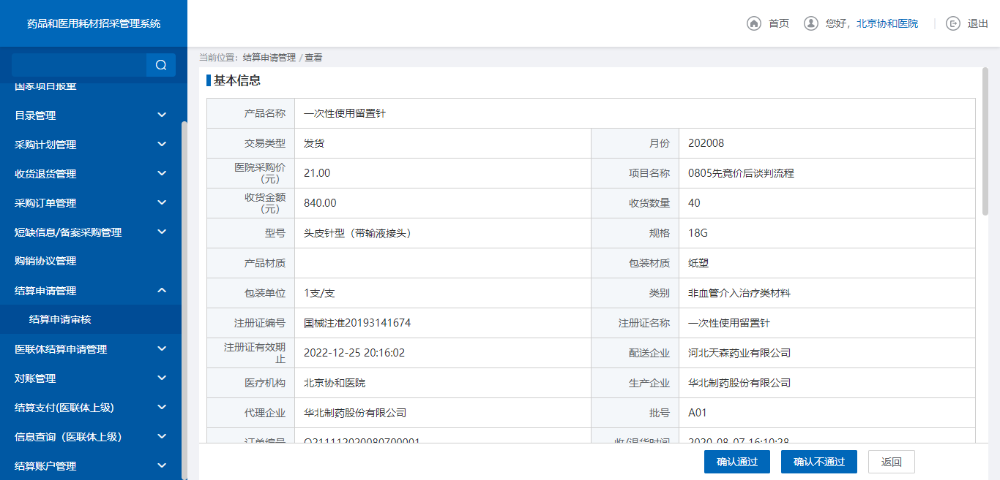 药品和医用耗材招采管理系统
首页
您好，北京协和医院
退出
当前位置：结算申请管理 / 查看
国家项目报量
目录管理
采购计划管理
收货退货管理
采购订单管理
短缺信息/备案采购管理
购销协议管理
结算申请管理
结算申请审核
医联体结算申请管理
对账管理
结算支付(医联体上级)
信息查询（医联体上级）
结算账户管理
基本信息
产品名称 一次性使用留置针
交易类型 发货 月份 202008
医院采购价（元） 21.00 项目名称 0805先竞价后谈判流程
收货金额（元） 840.00 收货数量 40
型号 头皮针型（带输液接头） 规格 18G
产品材质 包装材质 纸塑
包装单位 1支/支 类别 非血管介入治疗类材料
注册证编号 国械注准20193141674 注册证名称 一次性使用留置针
注册证有效期止 2022-12-25 20:16:02 配送企业 河北天森药业有限公司
医疗机构 北京协和医院 生产企业 华北制药股份有限公司
代理企业 华北制药股份有限公司 批号 A01
订单编号 O211112020080700001 收/退货时间 2020-08-07 16:10:28
确认通过
确认不通过
返回